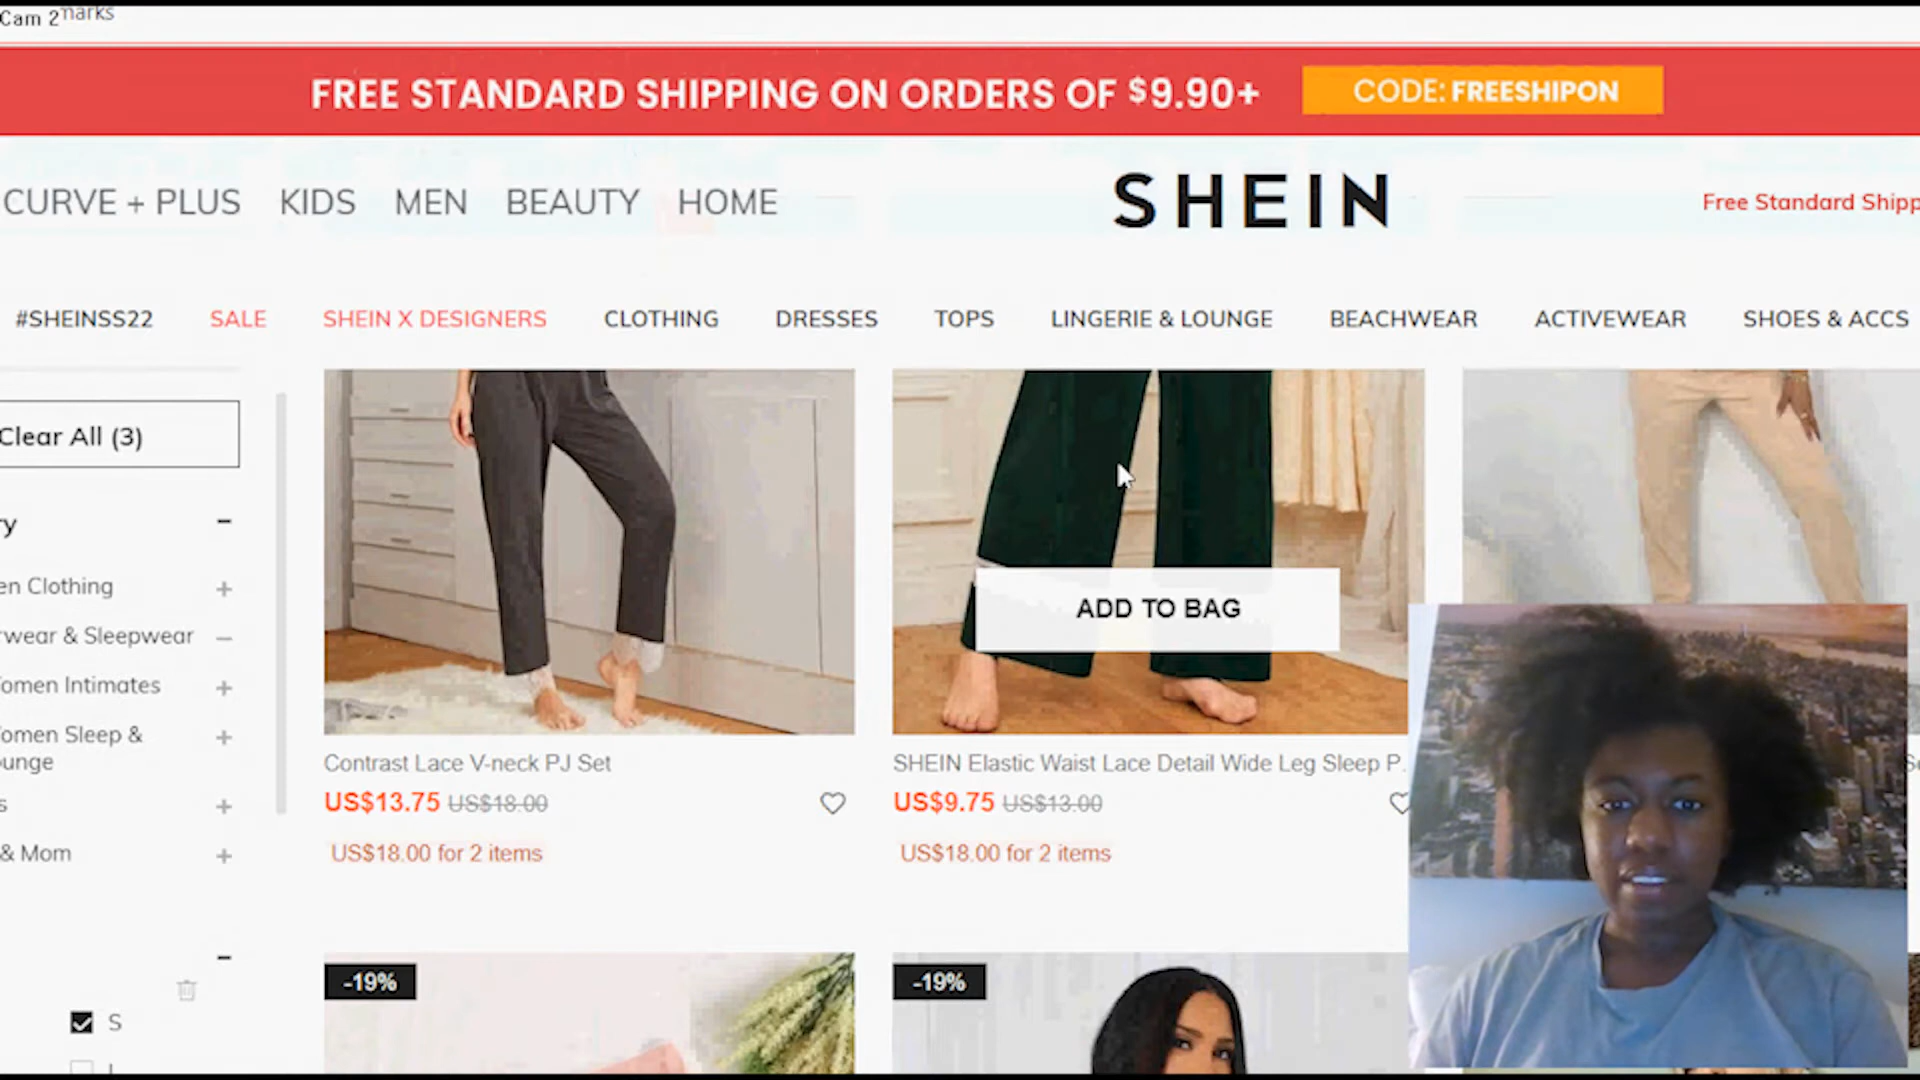 Cam 2
marks
FREE STANDARD SHIPPING ON ORDERS OF $9.90+ CODE: FREESHIPON
CURVE + PLUS KIDS MEN BEAUTY HOME SHEIN Free Standard Shipp
#SHEINSS22 SALE SHEIN X DESIGNERS CLOTHING DRESSES TOPS LINGERIE & LOUNGE BEACHWEAR ACTIVEWEAR SHOES & ACCS
Clear All (3)
ry −
en Clothing +
rwear & Sleepwear −
omen Intimates +
omen Sleep & +
unge
s +
& Mom +
−
S
ADD TO BAG
Contrast Lace V-neck PJ Set
US$13.75 US$18.00
US$18.00 for 2 items
SHEIN Elastic Waist Lace Detail Wide Leg Sleep P.
US$9.75 US$13.00
US$18.00 for 2 items
-19%
-19%